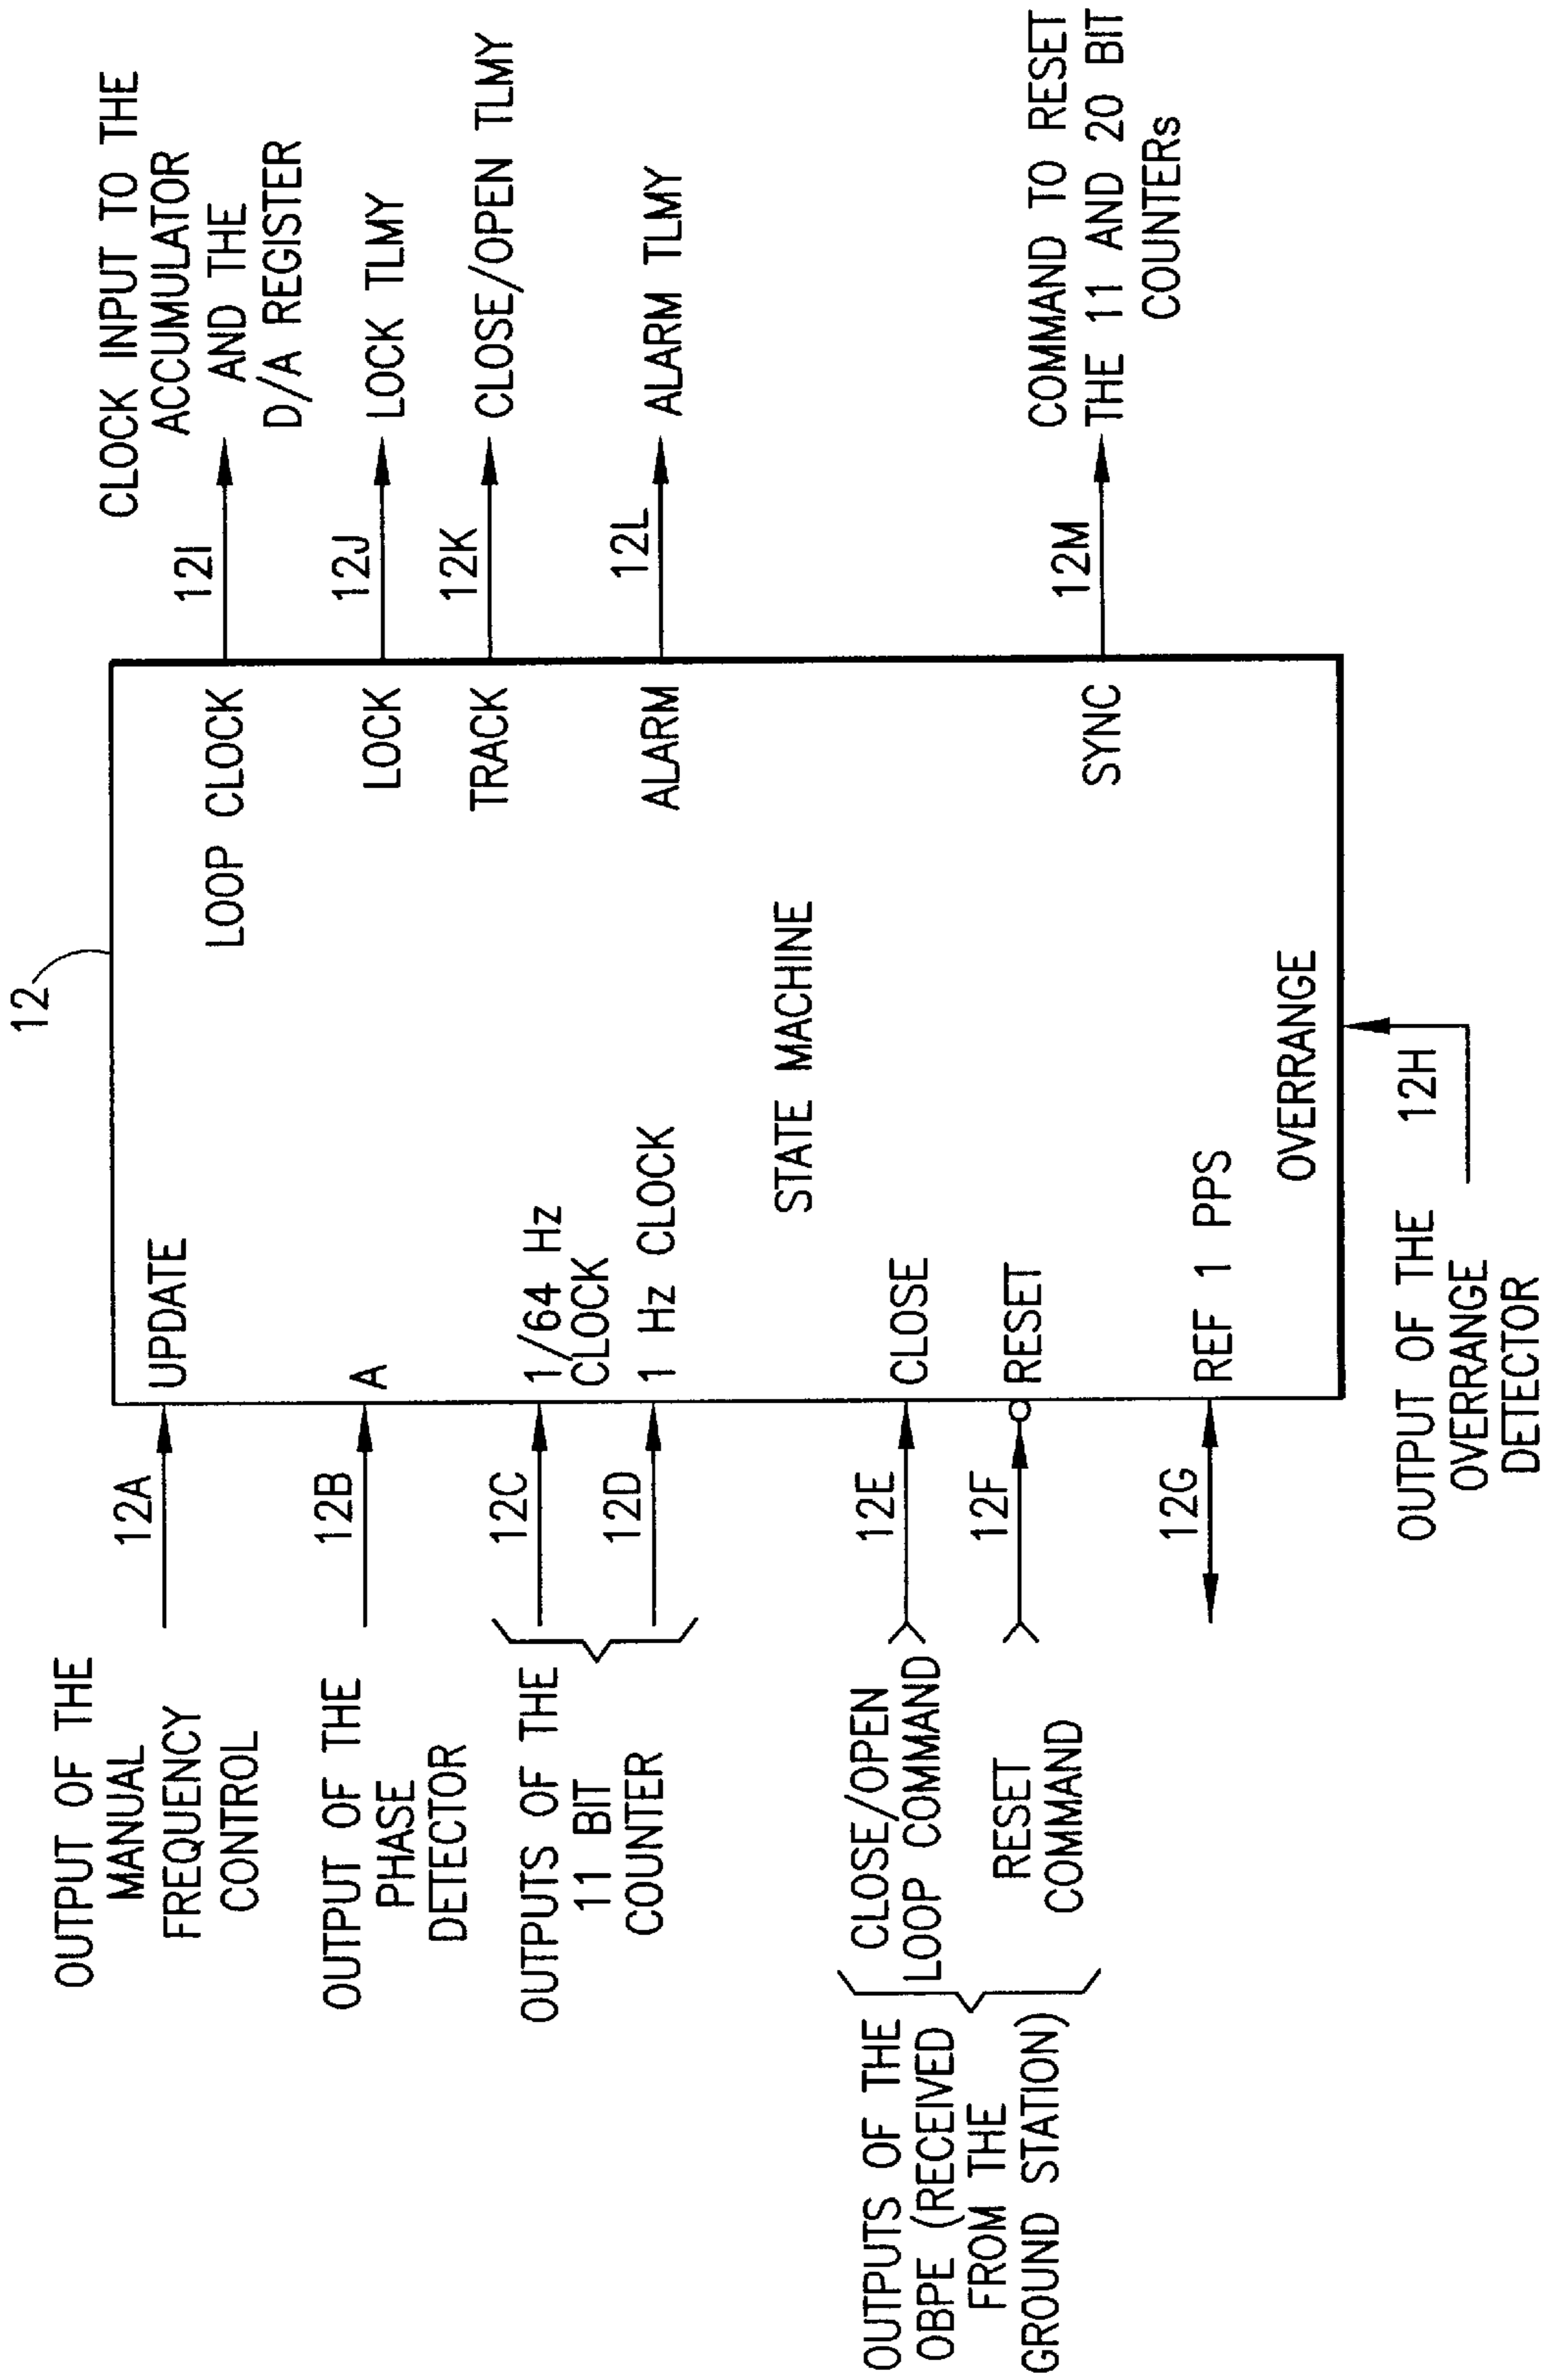 12
OUTPUT OF THE
MANUAL
FREQUENCY
CONTROL
12A
UPDATE
OUTPUT OF THE
PHASE
DETECTOR
12B
A
OUTPUTS OF THE
11 BIT
COUNTER
12C
1/64 Hz
CLOCK
12D
1 Hz CLOCK
OUTPUTS OF THE
OBPE (RECEIVED
FROM THE
GROUND STATION)
CLOSE/OPEN
LOOP COMMAND
12E
CLOSE
RESET
COMMAND
12F
RESET
12G
REF 1 PPS
OUTPUT OF THE
OVERRANGE
DETECTOR
12H
OVERRANGE
STATE MACHINE
LOOP CLOCK
12I
CLOCK INPUT TO THE
ACCUMULATOR
AND THE
D/A REGISTER
LOCK
12J
LOCK TLMY
TRACK
12K
CLOSE/OPEN TLMY
ALARM
12L
ALARM TLMY
SYNC
12M
COMMAND TO RESET
THE 11 AND 20 BIT
COUNTERs